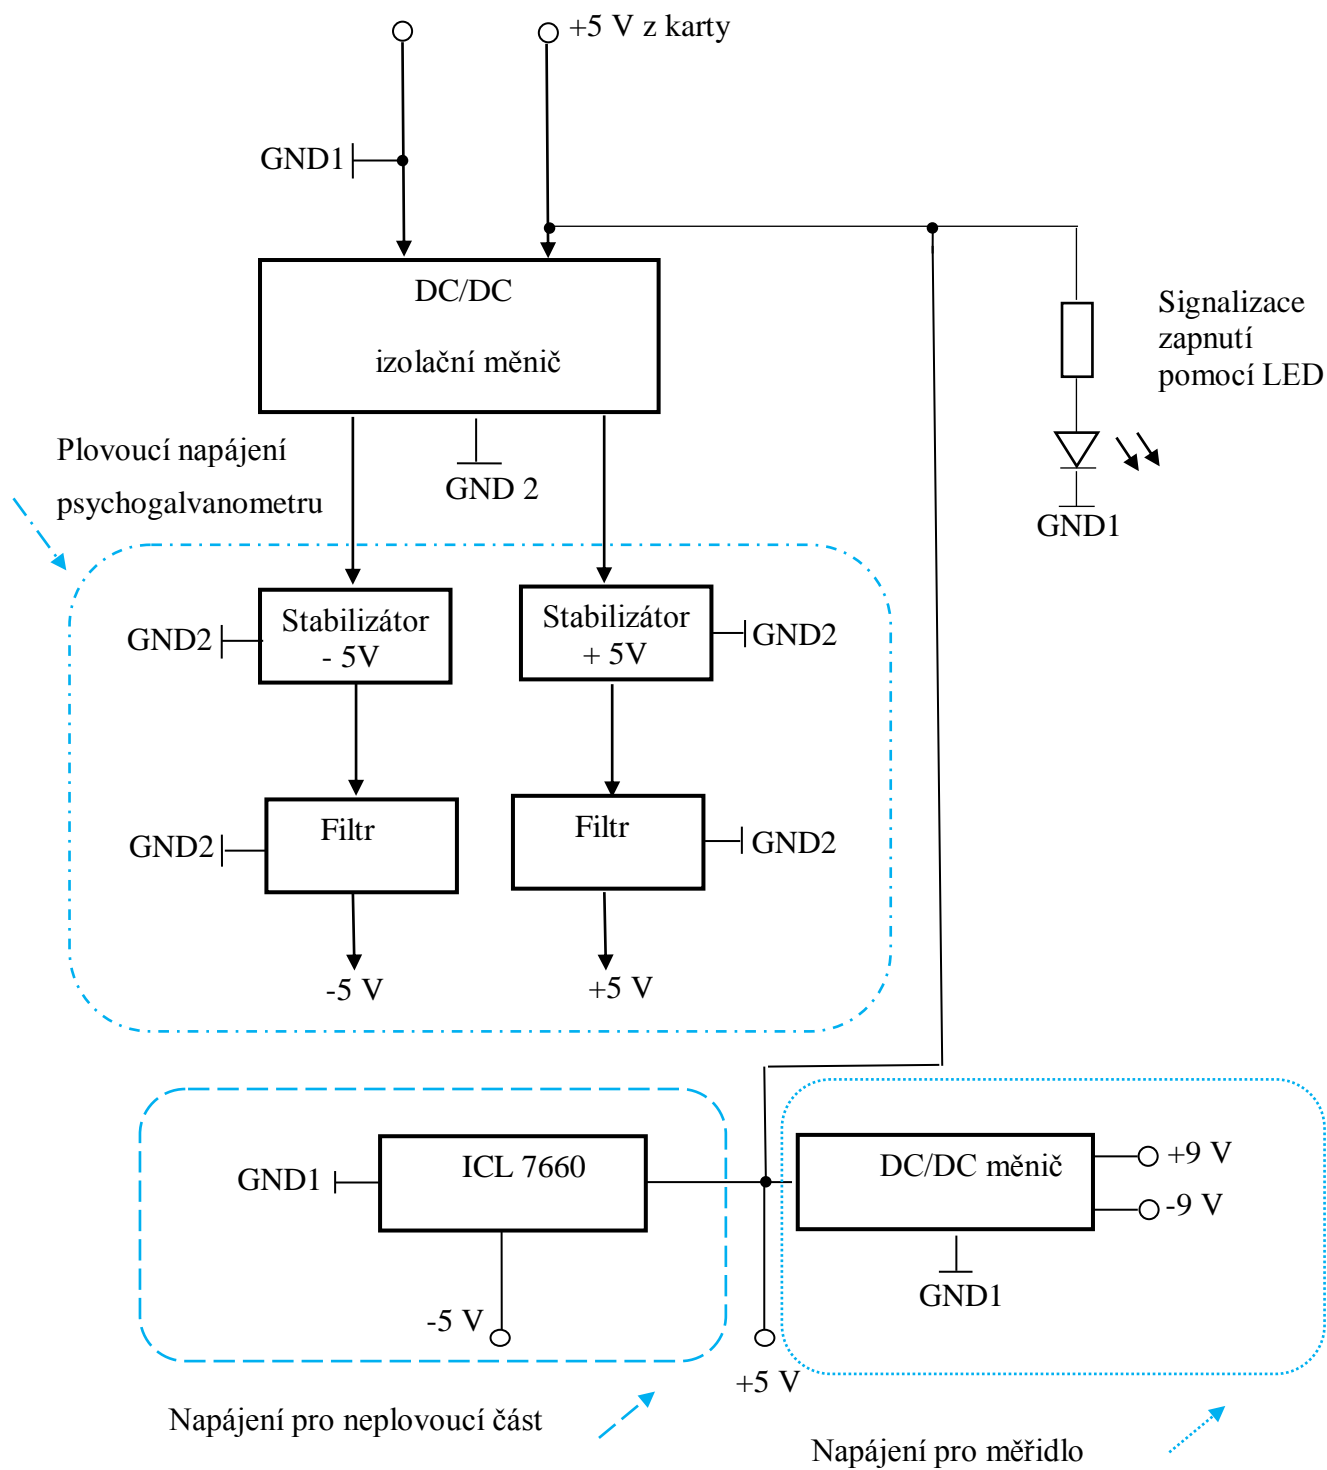 +5 V z karty
GND1
DC/DC
izolační měnič
Signalizace
zapnutí
pomocí LED
Plovoucí napájení
psychogalvanometru
GND 2
GND1
GND2
Stabilizátor
- 5V
Stabilizátor
+ 5V
GND2
GND2
Filtr
Filtr
GND2
-5 V
+5 V
GND1
ICL 7660
DC/DC měnič
+9 V
-9 V
GND1
-5 V
+5 V
Napájení pro neplovoucí část
Napájení pro měřidlo